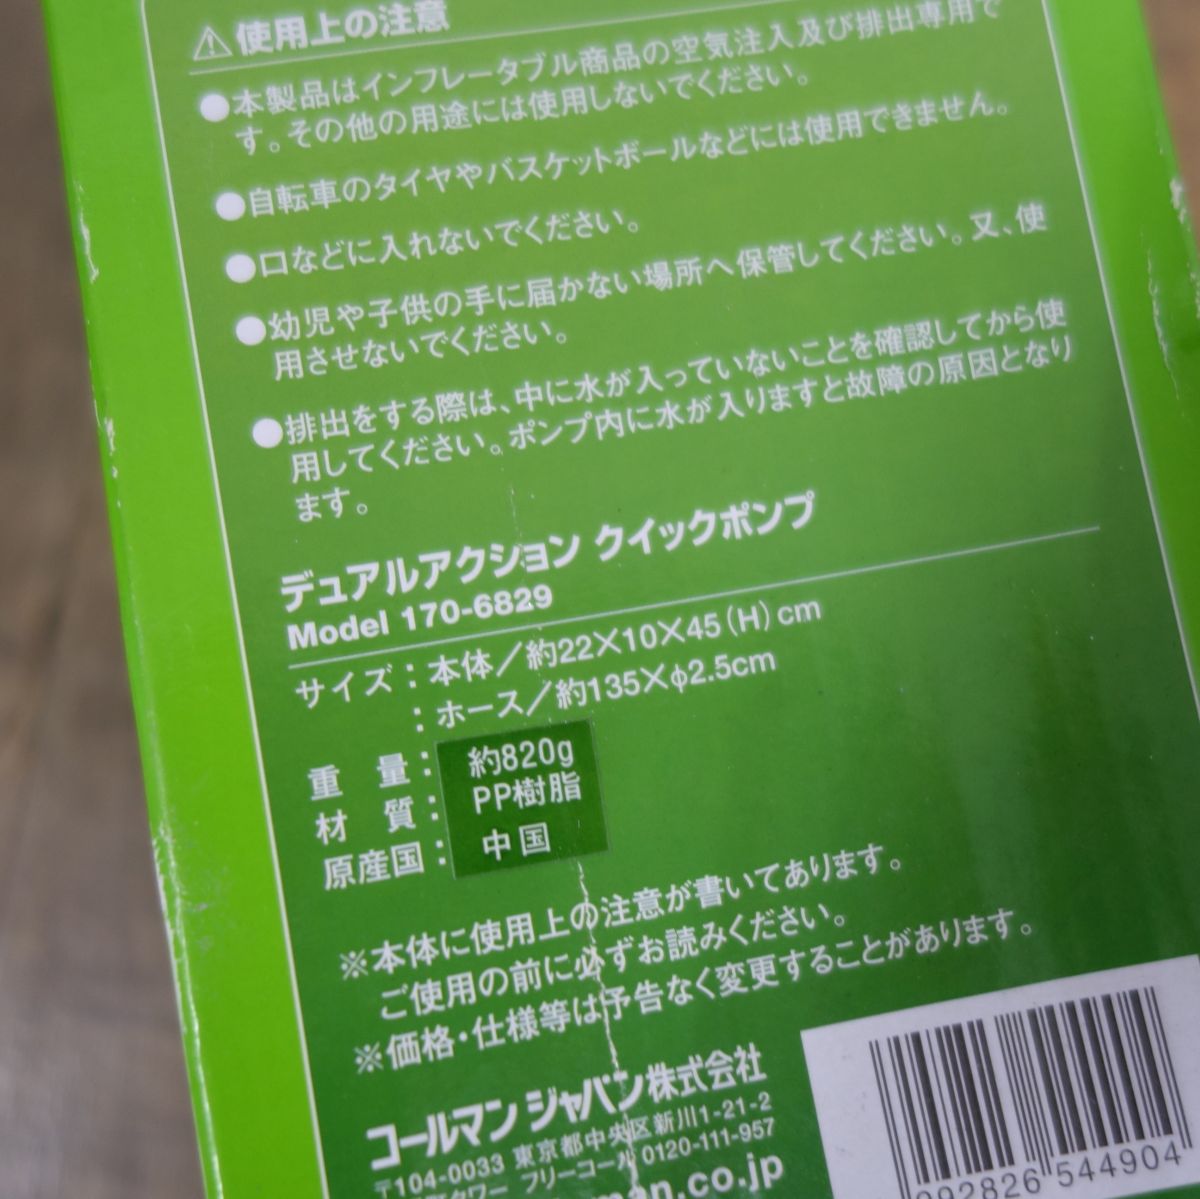 使用上の注意
●本製品はインフレータブル商品の空気注入及び排出専用で
す。その他の用途には使用しないでください。
●自転車のタイヤやバスケットボールなどには使用できません。
●口などに入れないでください。
●幼児や子供の手に届かない場所へ保管してください。又、使
用させないでください。
●排出をする際は、中に水が入っていないことを確認してから使
用してください。ポンプ内に水が入りますと故障の原因となり
ます。
デュアルアクション クイックポンプ
Model 170-6829
サイズ：本体／約22×10×45(H)cm
：ホース／約135×φ2.5cm
重 量：約820g
材 質：PP樹脂
原産国：中国
※本体に使用上の注意が書いてあります。
ご使用の前に必ずお読みください。
※価格・仕様等は予告なく変更することがあります。
コールマン ジャパン株式会社
〒104-0033 東京都中央区新川1-21-2
タワー フリーコール 0120-111-957
man.co.jp
092826 544904